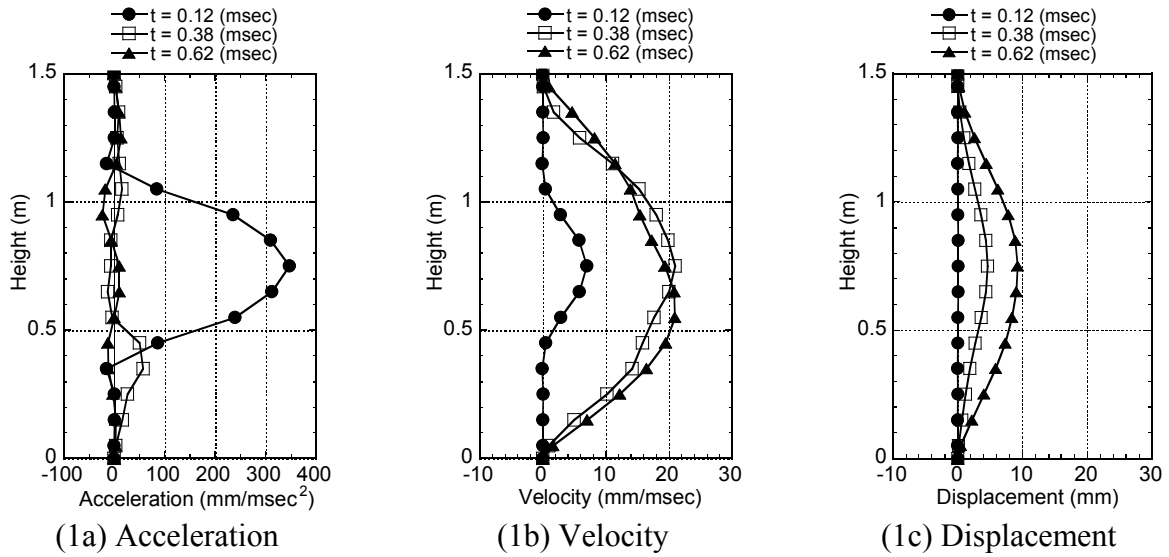 t = 0.12 (msec)
t = 0.38 (msec)
t = 0.62 (msec)
1.5
1
0.5
0
Height (m)
-100 0 100 200 300 400
Acceleration (mm/msec²)
(1a) Acceleration
t = 0.12 (msec)
t = 0.38 (msec)
t = 0.62 (msec)
1.5
1
0.5
0
Height (m)
-10 0 10 20 30
Velocity (mm/msec)
(1b) Velocity
t = 0.12 (msec)
t = 0.38 (msec)
t = 0.62 (msec)
1.5
1
0.5
0
Height (m)
-10 0 10 20 30
Displacement (mm)
(1c) Displacement